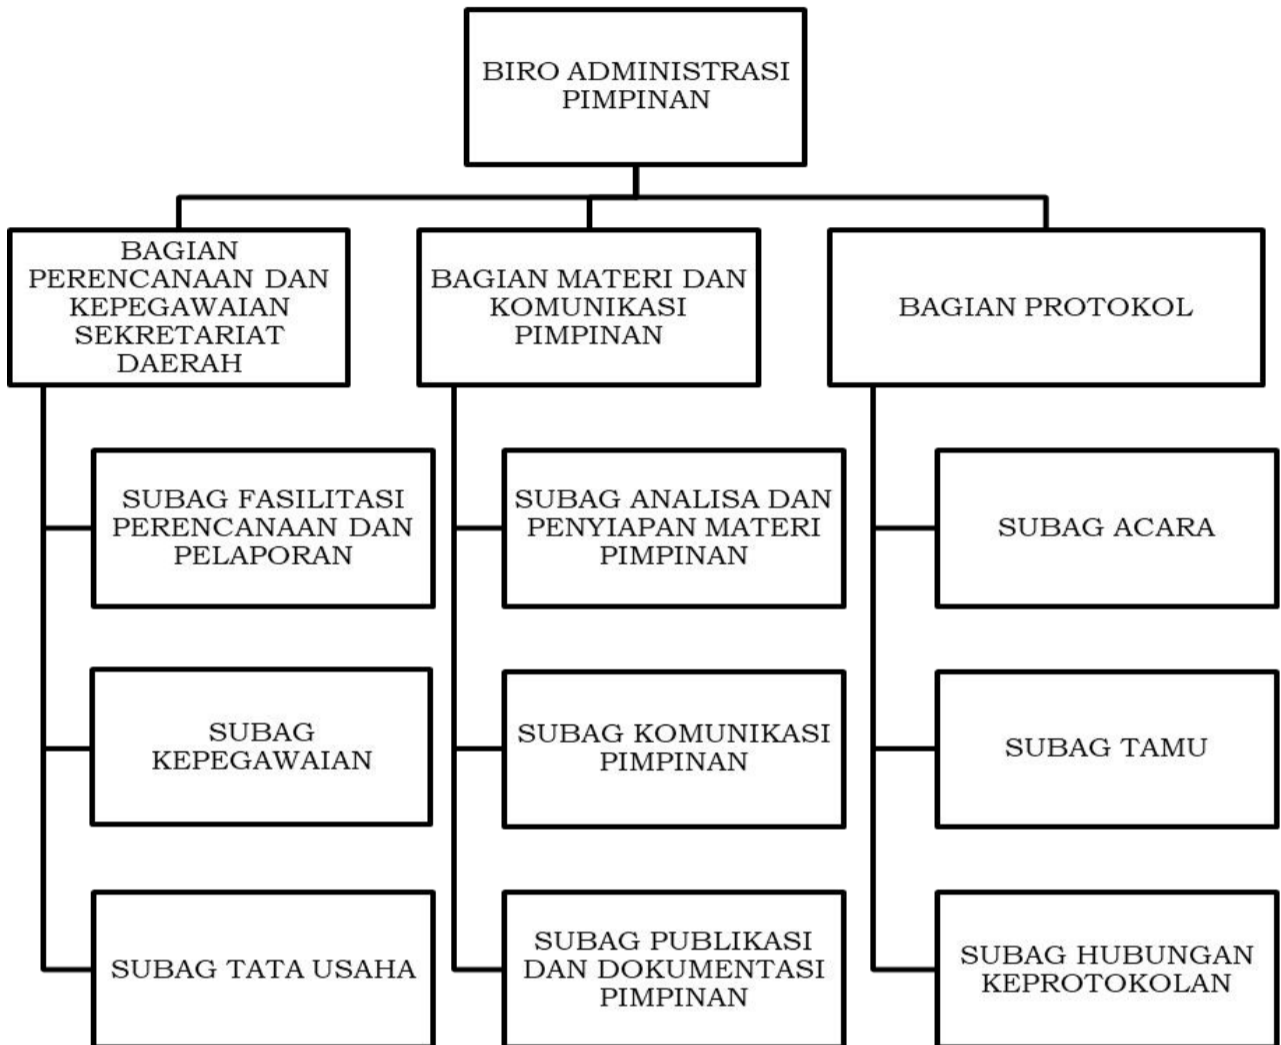 BIRO ADMINISTRASI
PIMPINAN
BAGIAN
PERENCANAAN DAN
KEPEGAWAIAN
SEKRETARIAT
DAERAH
BAGIAN MATERI DAN
KOMUNIKASI
PIMPINAN
BAGIAN PROTOKOL
SUBAG FASILITASI
PERENCANAAN DAN
PELAPORAN
SUBAG ANALISA DAN
PENYIAPAN MATERI
PIMPINAN
SUBAG ACARA
SUBAG
KEPEGAWAIAN
SUBAG KOMUNIKASI
PIMPINAN
SUBAG TAMU
SUBAG TATA USAHA
SUBAG PUBLIKASI
DAN DOKUMENTASI
PIMPINAN
SUBAG HUBUNGAN
KEPROTOKOLAN